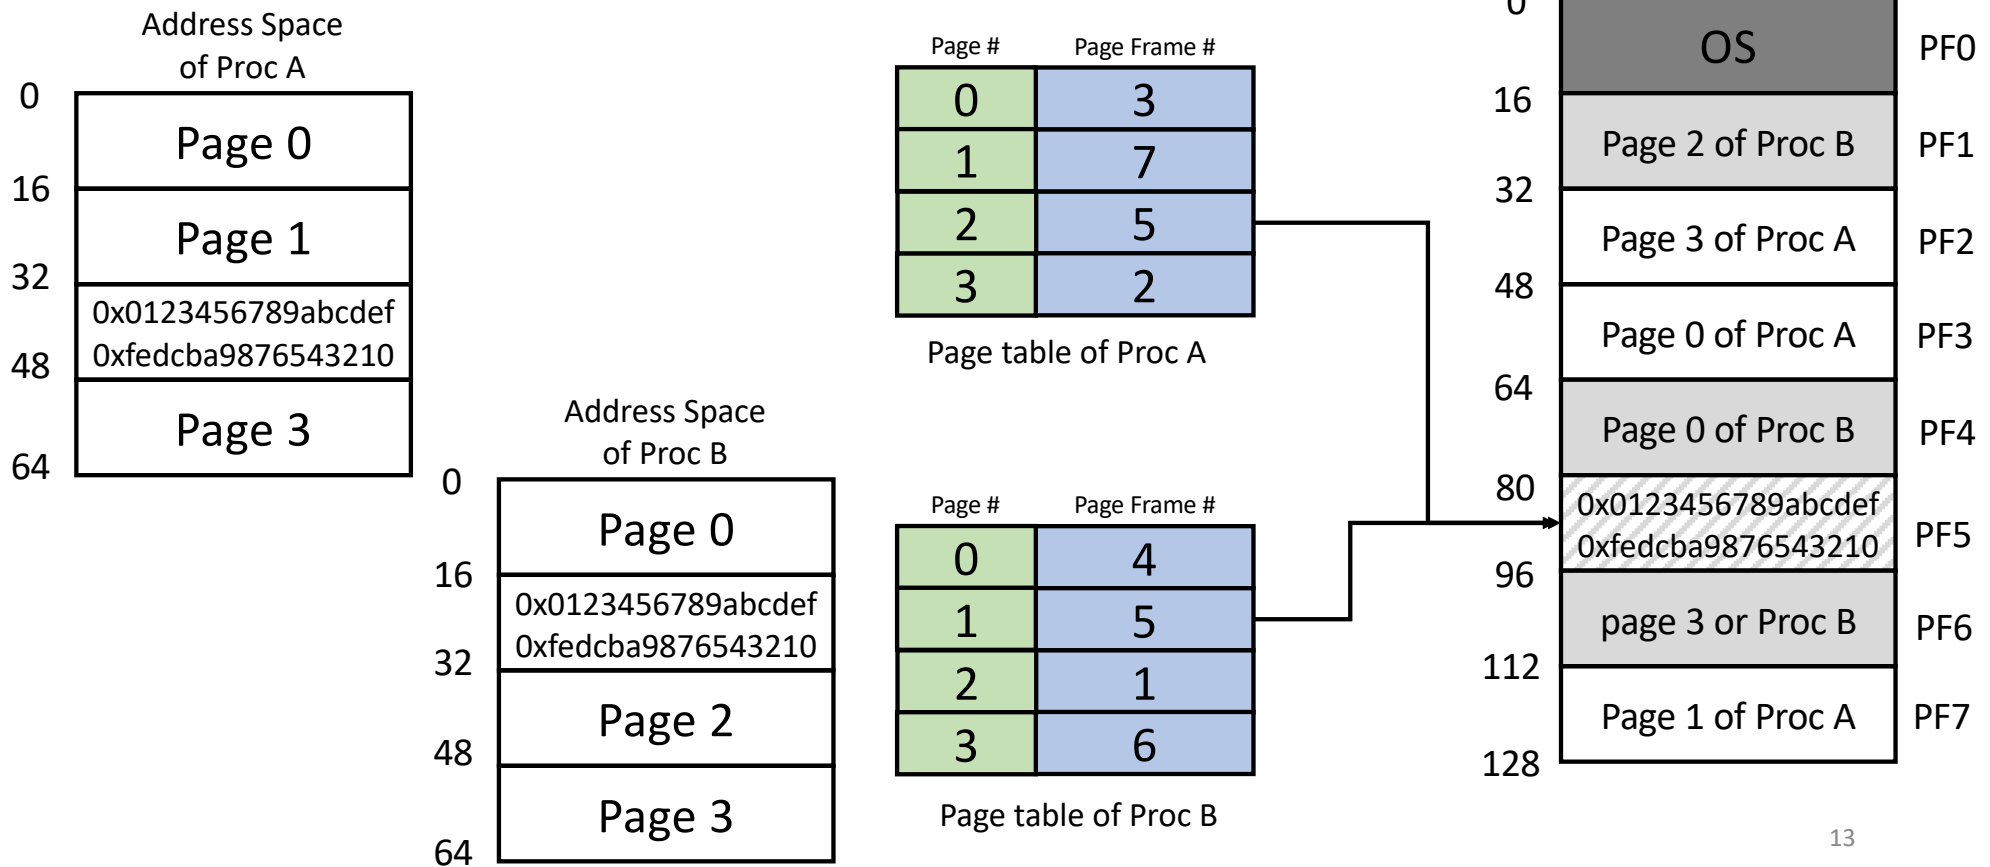 Address Space
of Proc A
0
Page 0
16
Page 1
32
0x0123456789abcdef
0xfedcba9876543210
48
Page 3
64
Address Space
of Proc B
0
Page 0
16
0x0123456789abcdef
0xfedcba9876543210
32
Page 2
48
Page 3
64
Page # Page Frame #
0 3
1 7
2 5
3 2
Page table of Proc A
Page # Page Frame #
0 4
1 5
2 1
3 6
Page table of Proc B
0
OS PF0
16
Page 2 of Proc B PF1
32
Page 3 of Proc A PF2
48
Page 0 of Proc A PF3
64
Page 0 of Proc B PF4
80
0x0123456789abcdef
0xfedcba9876543210 PF5
96
page 3 or Proc B PF6
112
Page 1 of Proc A PF7
128
13